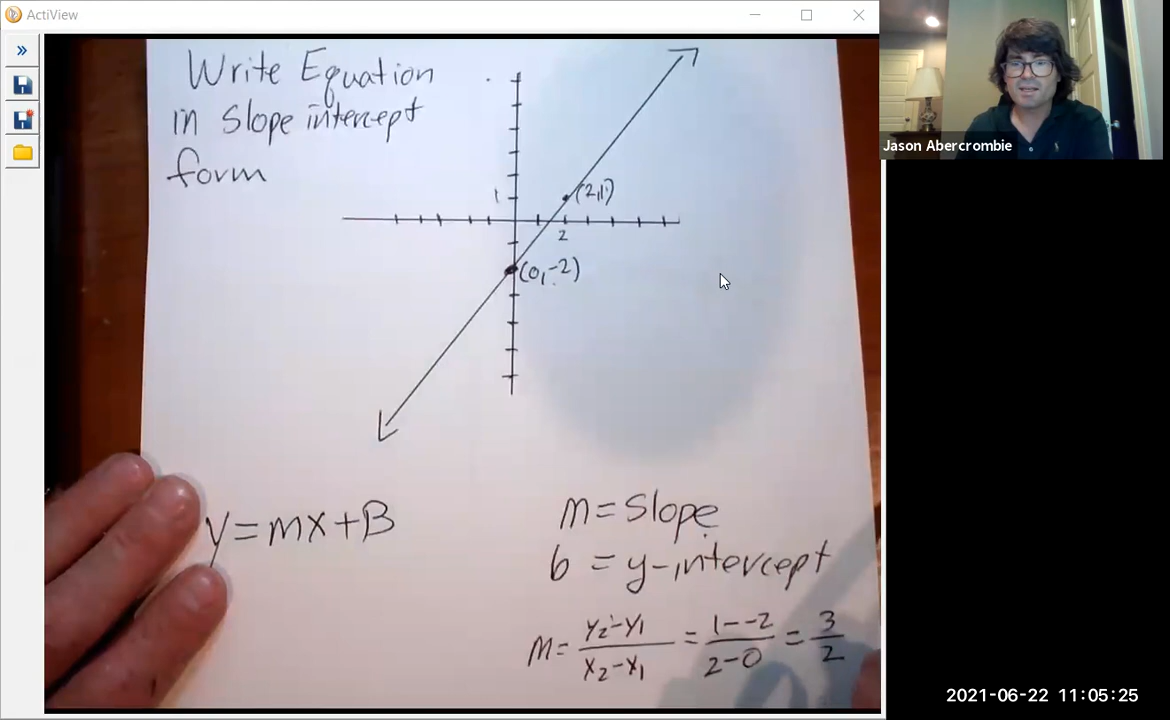 ActiView
Write Equation
in slope intercept
form
1
(2,1)
2
(0,-2)
y=mx+B
m=slope
b = y-intercept
M= y₂-y₁ / x₂-x₁ = 1--2 / 2-0 = 3/2
Jason Abercrombie
2021-06-22 11:05:25